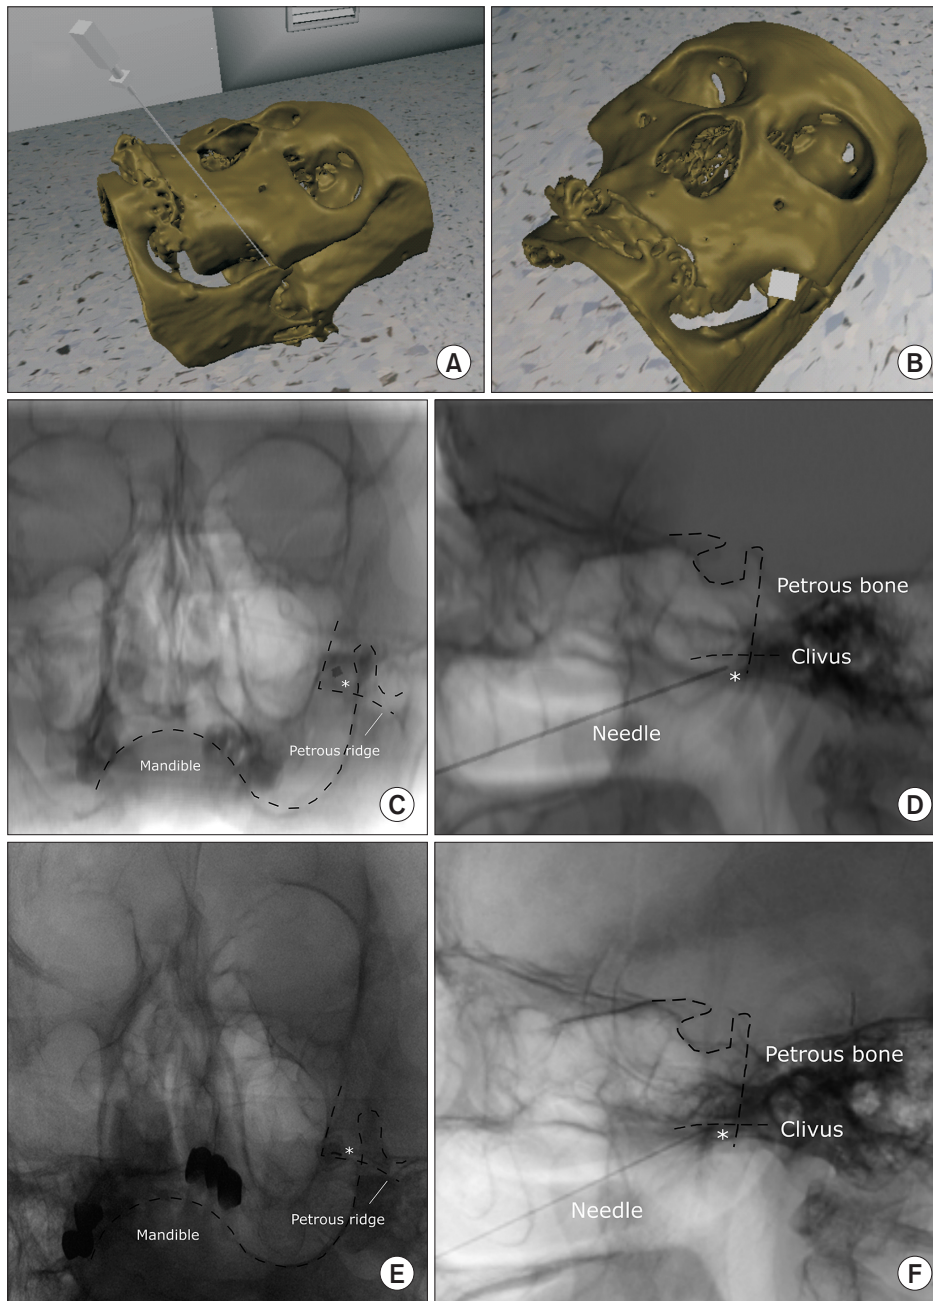 A
B
*
Petrous ridge
Mandible
C
Petrous bone
Clivus
*
Needle
D
*
Petrous ridge
Mandible
E
Petrous bone
Clivus
*
Needle
F